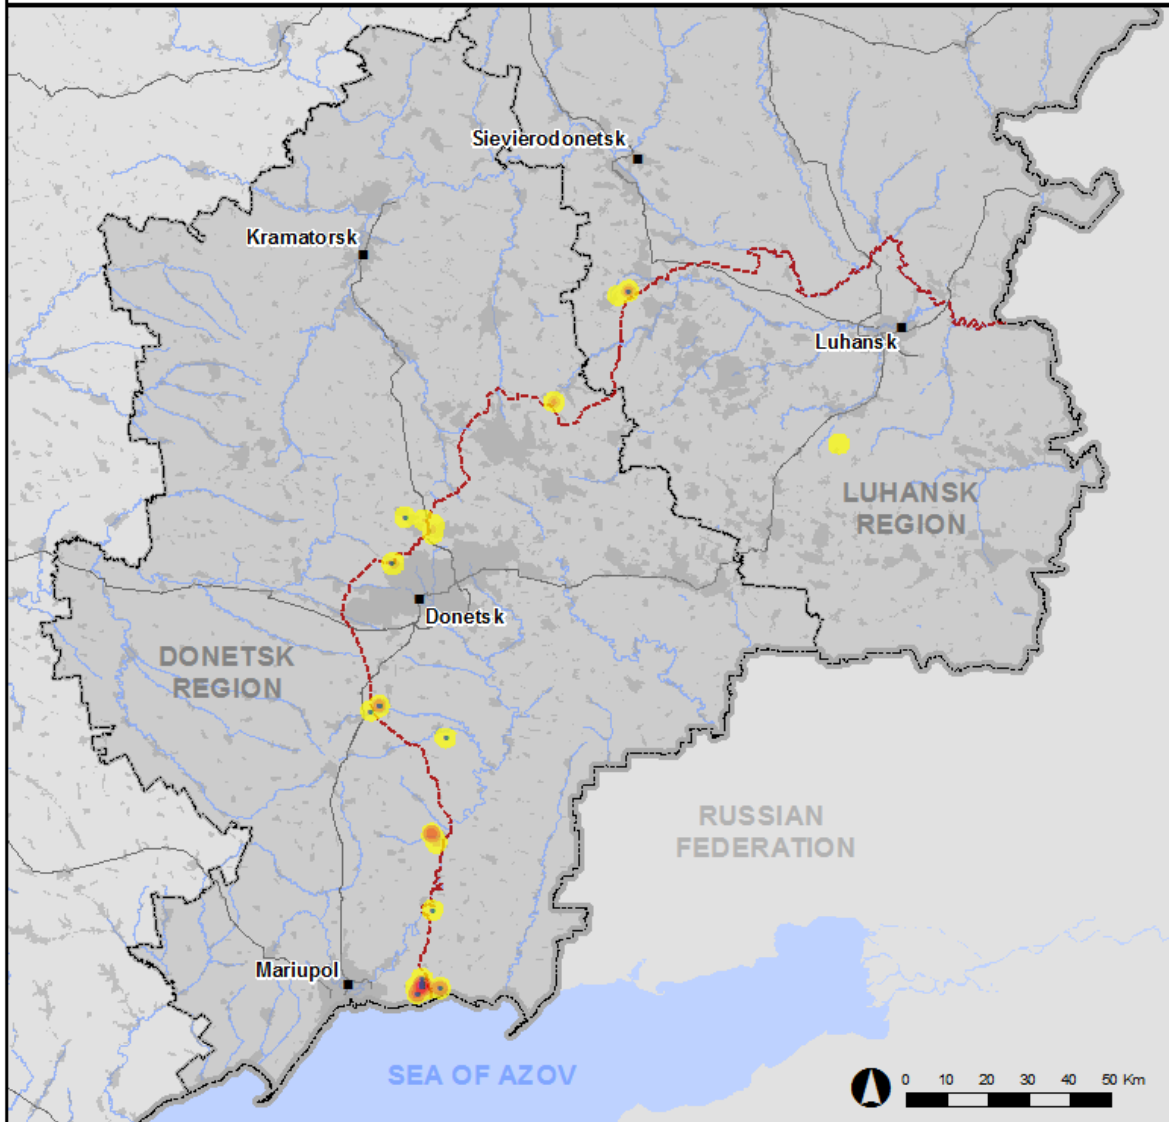 Sievierodonetsk
Kramatorsk
Luhansk
LUHANSK
REGION
Donetsk
DONETSK
REGION
RUSSIAN
FEDERATION
Mariupol
SEA OF AZOV
0 10 20 30 40 50 Km